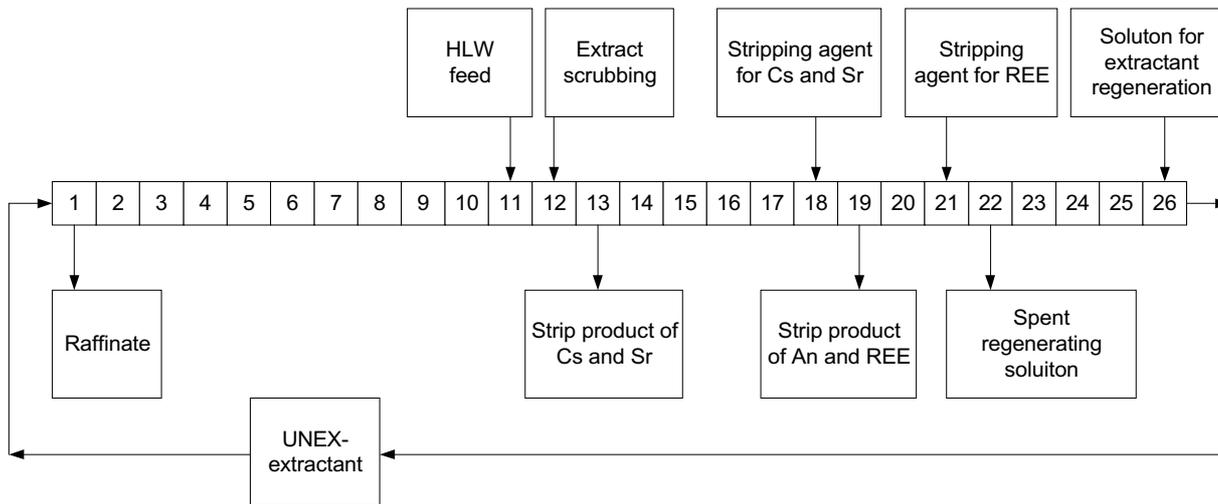 HLW
feed
Extract
scrubbing
Stripping agent
for Cs and Sr
Stripping
agent for REE
Soluton for
extractant
regeneration
1 2 3 4 5 6 7 8 9 10 11 12 13 14 15 16 17 18 19 20 21 22 23 24 25 26
Raffinate
Strip product of
Cs and Sr
Strip product
of An and REE
Spent
regenerating
soluiton
UNEX-
extractant